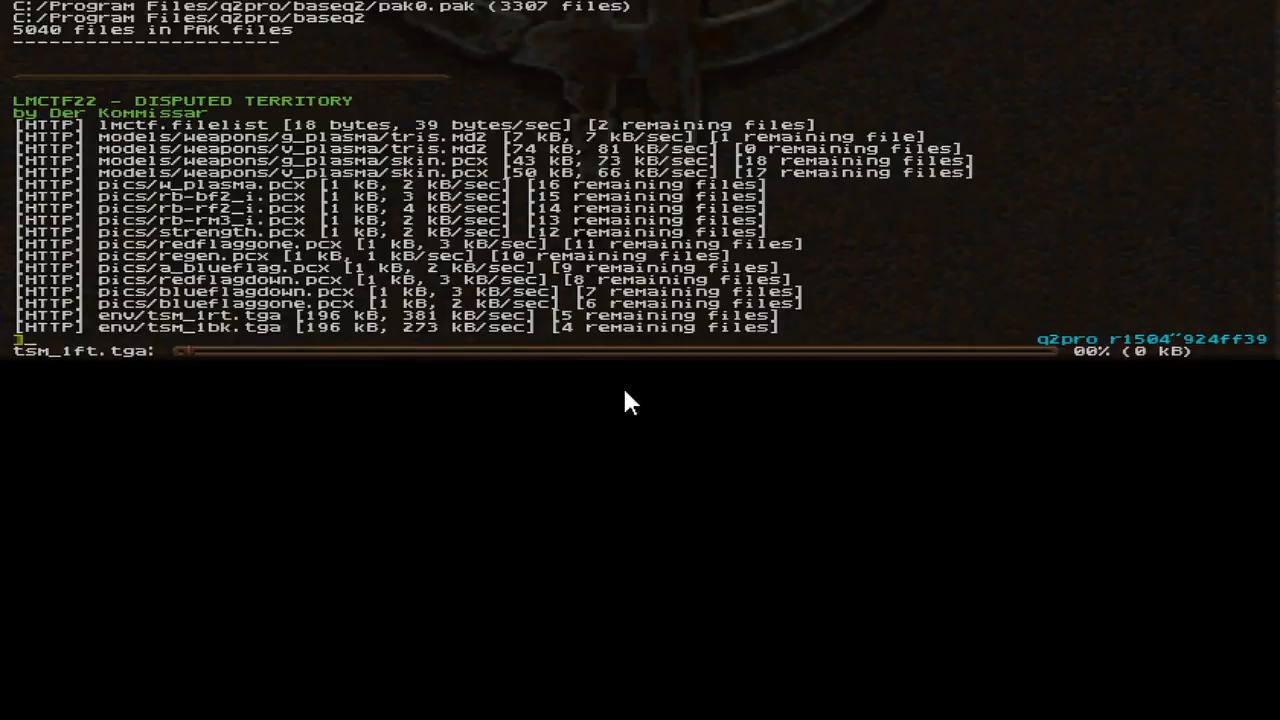 C:/Program Files/q2pro/baseq2/pak0.pak (3307 files)
C:/Program Files/q2pro/baseq2
5040 files in PAK files
----------------------
LMCTF22 - DISPUTED TERRITORY
by Der Kommissar
[HTTP] lmctf.filelist [18 bytes, 39 bytes/sec] [2 remaining files]
[HTTP] models/weapons/g_plasma/tris.md2 [7 kB, 7 kB/sec] [1 remaining file]
[HTTP] models/weapons/v_plasma/tris.md2 [74 kB, 81 kB/sec] [0 remaining files]
[HTTP] models/weapons/g_plasma/skin.pcx [43 kB, 73 kB/sec] [18 remaining files]
[HTTP] models/weapons/v_plasma/skin.pcx [50 kB, 66 kB/sec] [17 remaining files]
[HTTP] pics/w_plasma.pcx [1 kB, 2 kB/sec] [16 remaining files]
[HTTP] pics/rb-bf2_i.pcx [1 kB, 3 kB/sec] [15 remaining files]
[HTTP] pics/rb-rf2_i.pcx [1 kB, 4 kB/sec] [14 remaining files]
[HTTP] pics/rb-rm3_i.pcx [1 kB, 2 kB/sec] [13 remaining files]
[HTTP] pics/strength.pcx [1 kB, 2 kB/sec] [12 remaining files]
[HTTP] pics/redflaggone.pcx [1 kB, 3 kB/sec] [11 remaining files]
[HTTP] pics/regen.pcx [1 kB, 1 kB/sec] [10 remaining files]
[HTTP] pics/a_blueflag.pcx [1 kB, 2 kB/sec] [9 remaining files]
[HTTP] pics/redflagdown.pcx [1 kB, 3 kB/sec] [8 remaining files]
[HTTP] pics/blueflagdown.pcx [1 kB, 3 kB/sec] [7 remaining files]
[HTTP] pics/blueflaggone.pcx [1 kB, 2 kB/sec] [6 remaining files]
[HTTP] env/tsm_1rt.tga [196 kB, 381 kB/sec] [5 remaining files]
[HTTP] env/tsm_1bk.tga [196 kB, 273 kB/sec] [4 remaining files]
]_
q2pro r1504~924ff39
tsm_1ft.tga: 00% (0 kB)